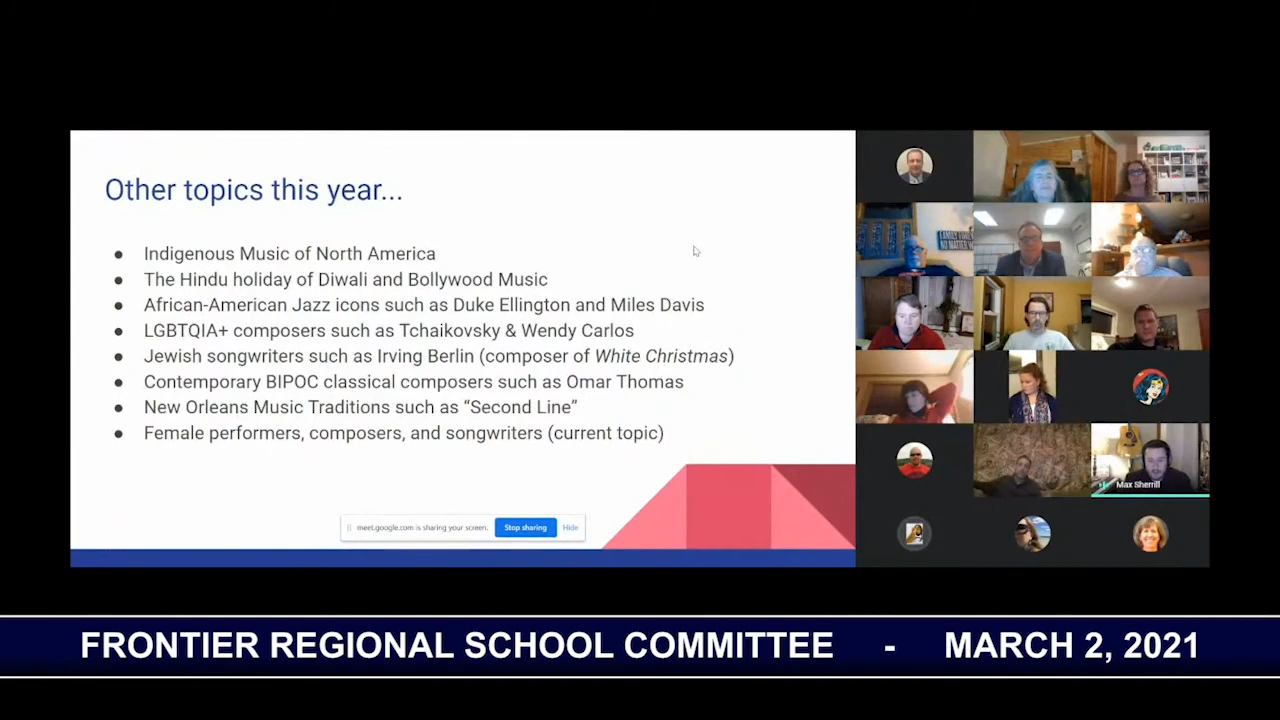 Other topics this year...
● Indigenous Music of North America
● The Hindu holiday of Diwali and Bollywood Music
● African-American Jazz icons such as Duke Ellington and Miles Davis
● LGBTQIA+ composers such as Tchaikovsky & Wendy Carlos
● Jewish songwriters such as Irving Berlin (composer of White Christmas)
● Contemporary BIPOC classical composers such as Omar Thomas
● New Orleans Music Traditions such as “Second Line”
● Female performers, composers, and songwriters (current topic)
meet.google.com is sharing your screen. Stop sharing Hide
NO MATTER
Max Sherrill
FRONTIER REGIONAL SCHOOL COMMITTEE - MARCH 2, 2021